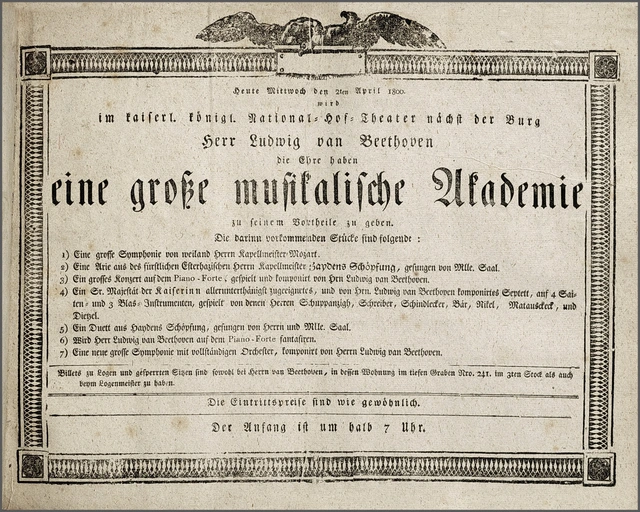 Heute Mittwoch den 2ten April 1800.
wird
im kaiserl. königl. National-Hof-Theater nächst der Burg
Herr Ludwig van Beethoven
die Ehre haben
eine große musikalische Akademie
zu seinem Vortheile zu geben.
Die darinn vorkommenden Stücke sind folgende :
1) Eine grosse Symphonie von weiland Herrn Kapellmeister Mozart.
2) Eine Arie aus des fürstlichen Esterhazischen Herrn Kapellmeister Haydens Schöpfung, gesungen von Mlle. Saal.
3) Ein grosses Konzert auf dem Piano-Forte, gespielt und komponirt von Hrn. Ludwig van Beethoven.
4) Ein Sr. Majestät der Kaiserinn allerunterthänigst zugeeignetes, und von Hrn. Ludwig van Beethoven komponirtes Septett, auf 4 Sai-
ten- und 3 Blas-Instrumenten, gespielt von denen Herren Schuppanzigh, Schreiber, Schindlecker, Bär, Nikel, Matauscheck, und
Dietzel.
5) Ein Duett aus Haydens Schöpfung, gesungen von Herrn und Mlle. Saal.
6) Wird Herr Ludwig van Beethoven auf dem Piano-Forte fantasiren.
7) Eine neue grosse Symphonie mit vollständigem Orchester, komponirt von Herrn Ludwig van Beethoven.
Billets zu Logen und gesperrten Sitzen sind sowohl bei Herrn van Beethoven, in dessen Wohnung im tiefen Graben Nro. 241. im 3ten Stock als auch
beym Logenmeister zu haben.
Die Eintrittspreise sind wie gewöhnlich.
Der Anfang ist um halb 7 Uhr.